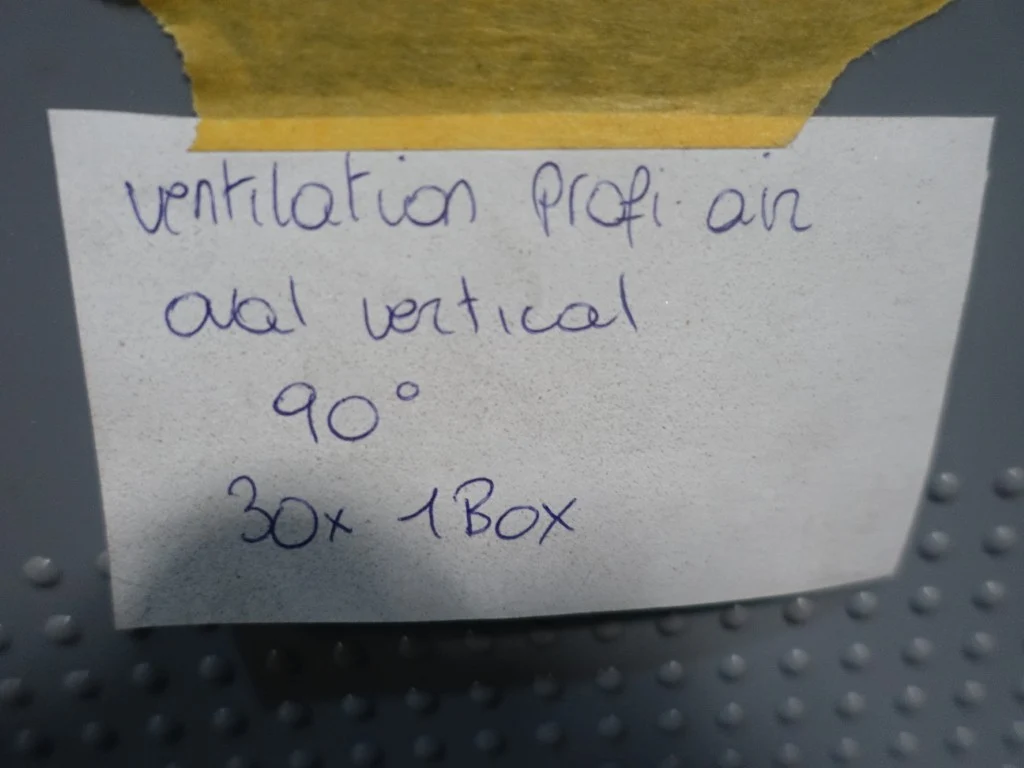 ventilation Profi air
oval vertical
90°
30x 1Box